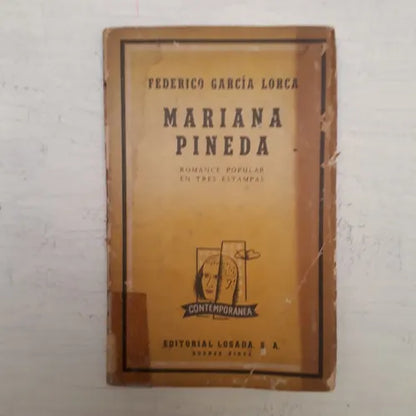 FEDERICO GARCÍA LORCA
MARIANA
PINEDA
ROMANCE POPULAR
EN TRES ESTAMPAS
CONTEMPORÁNEA
EDITORIAL LOSADA, S. A.
BUENOS AIRES